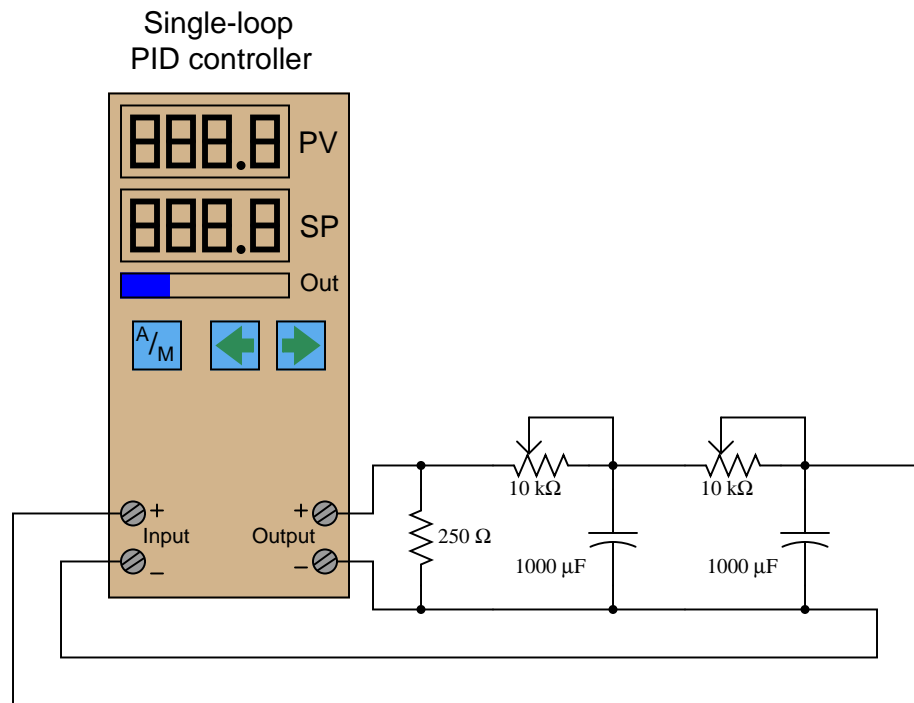 Single-loop
PID controller
888.8 PV
888.8 SP
Out
A/M
10 kΩ
10 kΩ
+ Input Output +
250 Ω
− −
1000 µF
1000 µF